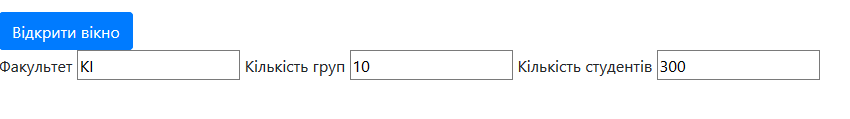 Відкрити вікно
Факультет КІ Кількість груп 10 Кількість студентів 300